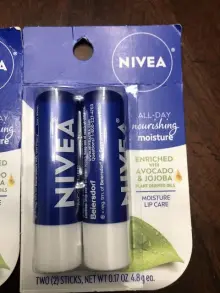 NIVEA
ALL-DAY
nourishing
moisture
ENRICHED
WITH
AVOCADO
& JOJOBA
PLANT DERIVED OILS
MOISTURE
LIP CARE
NIVEA
Beiersdorf
NIVEA
TWO (2) STICKS, NET WT 0.17 OZ 4.8 g ea.